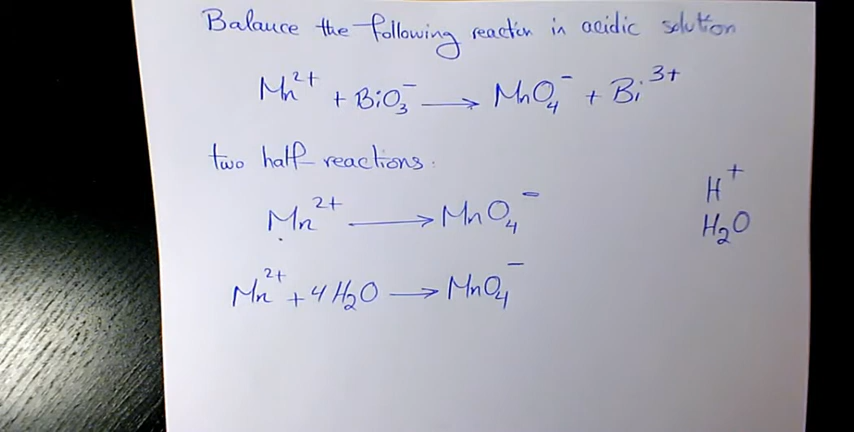 Balance the following reaction in acidic solution
Mn²⁺ + BiO₃⁻ → MnO₄⁻ + Bi³⁺
two half-reactions:
Mn²⁺ → MnO₄⁻
H⁺
H₂O
Mn²⁺ + 4H₂O → MnO₄⁻